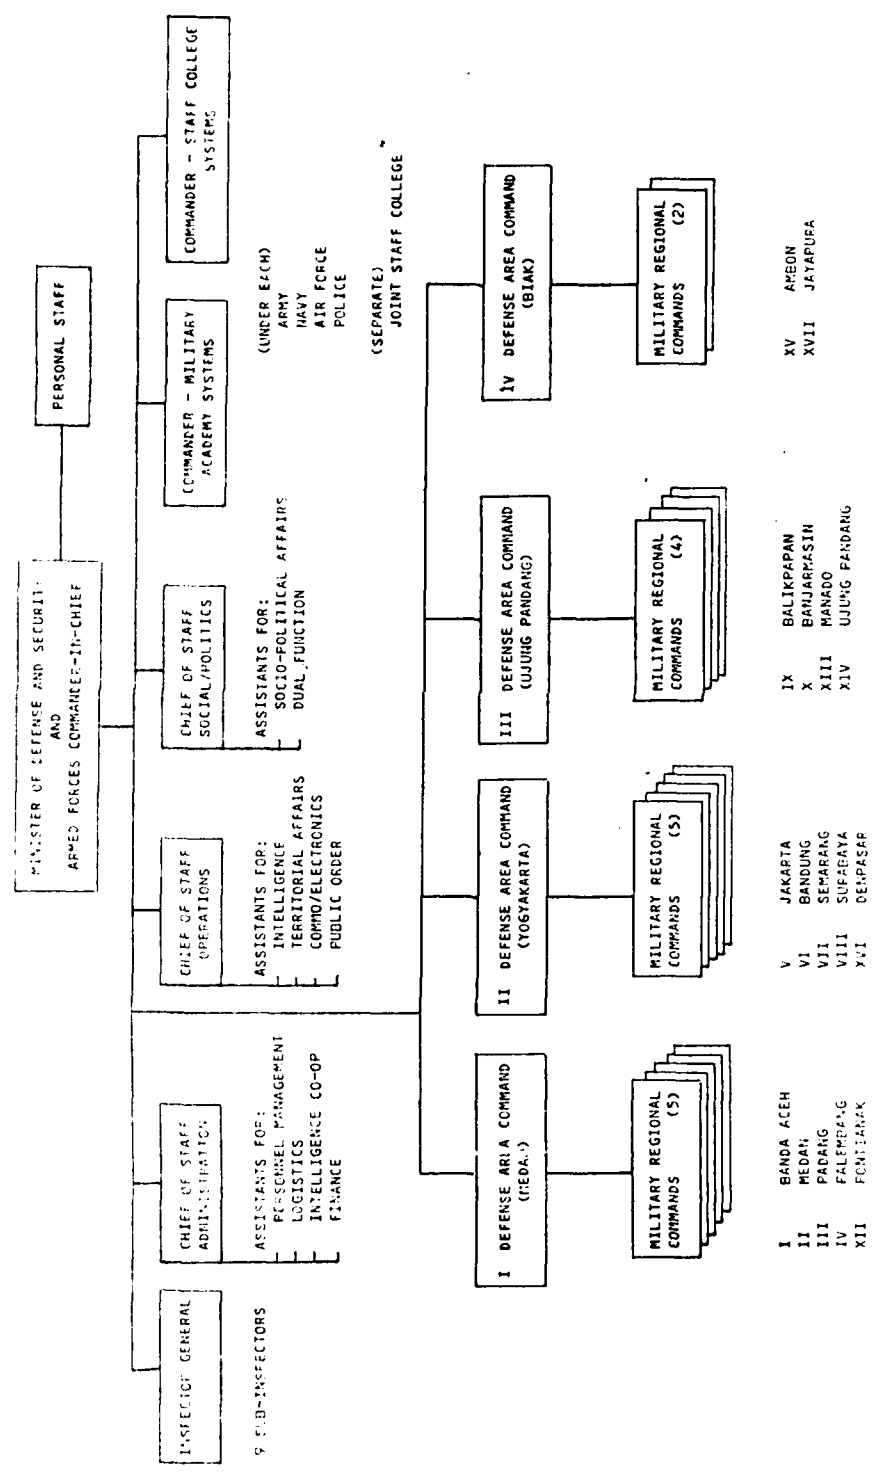 MINISTER OF DEFENSE AND SECURITY
AND
ARMED FORCES COMMANDER-IN-CHIEF
PERSONAL STAFF
INSPECTOR GENERAL
9 SUB-INSPECTORS
CHIEF OF STAFF
ADMINISTRATION
ASSISTANTS FOR:
PERSONNEL MANAGEMENT
LOGISTICS
INTELLIGENCE CO-OP
FINANCE
CHIEF OF STAFF
OPERATIONS
ASSISTANTS FOR:
INTELLIGENCE
TERRITORIAL AFFAIRS
COMMO/ELECTRONICS
PUBLIC ORDER
CHIEF OF STAFF
SOCIAL/POLITICS
ASSISTANTS FOR:
SOCIO-POLITICAL AFFAIRS
DUAL FUNCTION
COMMANDER - MILITARY
ACADEMY SYSTEMS
COMMANDER - STAFF COLLEGE
SYSTEMS
(UNDER EACH)
ARMY
NAVY
AIR FORCE
POLICE
(SEPARATE)
JOINT STAFF COLLEGE
I DEFENSE AREA COMMAND
(MEDAN)
MILITARY REGIONAL
COMMANDS (5)
I BANDA ACEH
II MEDAN
III PADANG
IV PALEMBANG
XII PONTIANAK
II DEFENSE AREA COMMAND
(YOGYAKARTA)
MILITARY REGIONAL
COMMANDS (5)
V JAKARTA
VI BANDUNG
VII SEMARANG
VIII SURABAYA
XVI DENPASAR
III DEFENSE AREA COMMAND
(UJUNG PANDANG)
MILITARY REGIONAL
COMMANDS (4)
IX BALIKPAPAN
X BANJARMASIN
XIII MANADO
XIV UJUNG PANDANG
IV DEFENSE AREA COMMAND
(BIAK)
MILITARY REGIONAL
COMMANDS (2)
XV AMBON
XVII JAYAPURA